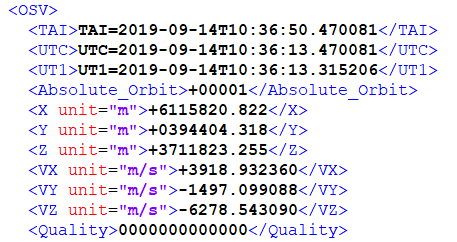 <OSV>
<TAI>TAI=2019-09-14T10:36:50.470081</TAI>
<UTC>UTC=2019-09-14T10:36:13.470081</UTC>
<UT1>UT1=2019-09-14T10:36:13.315206</UT1>
<Absolute_Orbit>+00001</Absolute_Orbit>
<X unit="m">+6115820.822</X>
<Y unit="m">+0394404.318</Y>
<Z unit="m">+3711823.255</Z>
<VX unit="m/s">+3918.932360</VX>
<VY unit="m/s">-1497.099088</VY>
<VZ unit="m/s">-6278.543090</VZ>
<Quality>0000000000000</Quality>